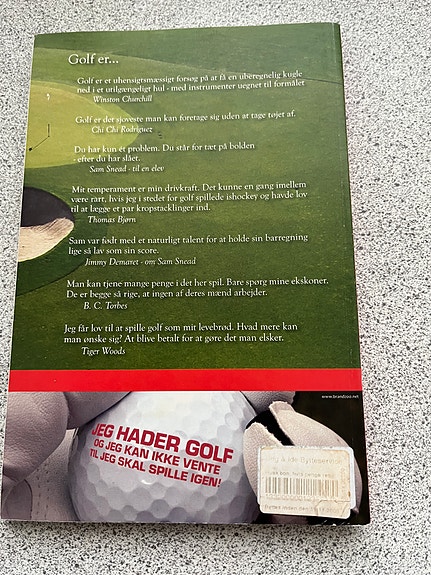 Golf er...
Golf er et uhensigtsmæssigt forsøg på at få en uberegnelig kugle
ned i et utilgængeligt hul - med instrumenter uegnet til formålet
Winston Churchill
Golf er det sjoveste man kan foretage sig uden at tage tøjet af.
Chi Chi Rodriguez
Du har kun ét problem. Du står for tæt på bolden
- efter du har slået.
Sam Snead - til en elev
Mit temperament er min drivkraft. Det kunne en gang imellem
være rart, hvis jeg i stedet for golf spillede ishockey og havde lov
til at lægge et par kropstacklinger ind.
Thomas Bjørn
Sam var født med et naturligt talent for at holde sin barregning
lige så lav som sin score.
Jimmy Demaret - om Sam Snead
Man kan tjene mange penge i det her spil. Bare spørg mine ekskoner.
De er begge så rige, at ingen af deres mænd arbejder.
B. C. Torbes
Jeg får lov til at spille golf som mit levebrød. Hvad mere kan
man ønske sig? At blive betalt for at gøre det man elsker.
Tiger Woods
www.brandzoo.net
JEG HADER GOLF
OG JEG KAN IKKE VENTE
TIL JEG SKAL SPILLE IGEN!